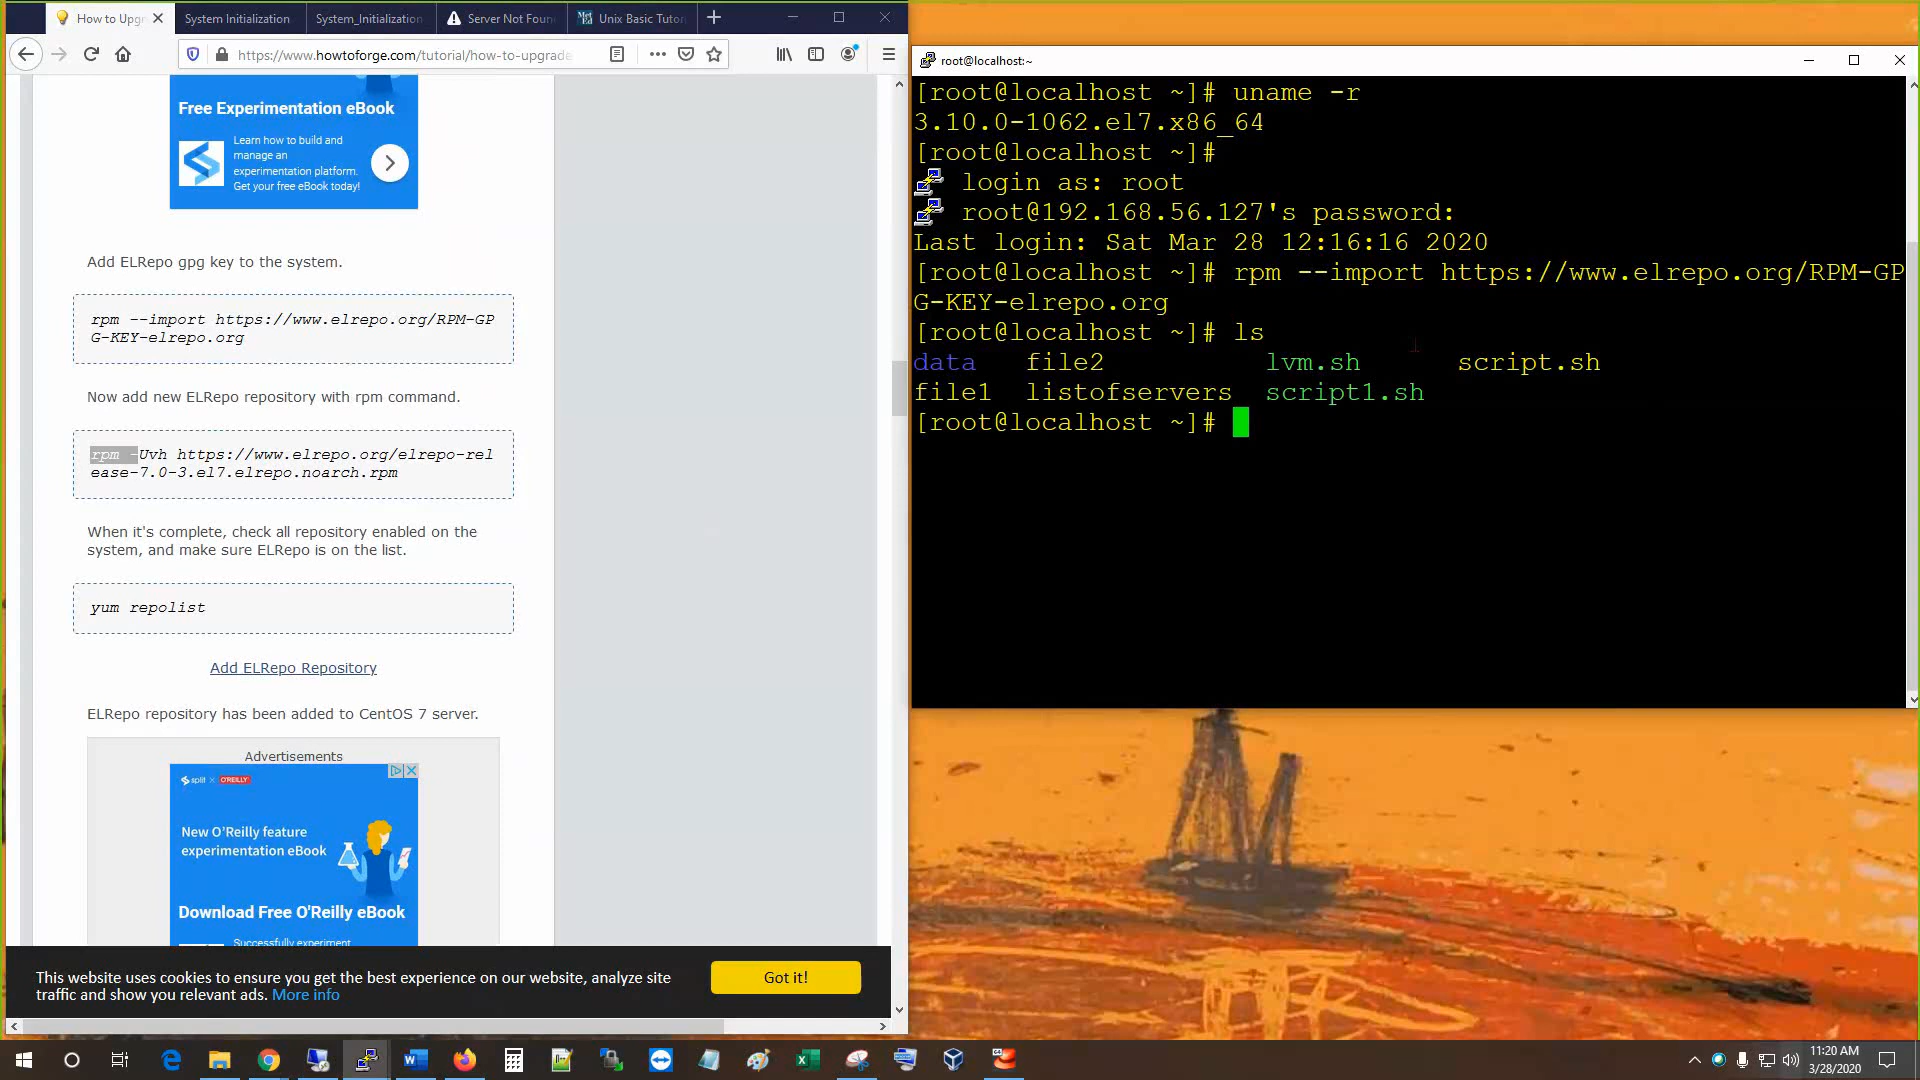 How to Upgr
System Initialization
System_Initialization
Server Not Foun
Unix Basic Tutori
https://www.howtoforge.com/tutorial/how-to-upgrade
Free Experimentation eBook
Learn how to build and
manage an
experimentation platform.
Get your free eBook today!
Add ELRepo gpg key to the system.
rpm --import https://www.elrepo.org/RPM-GP
G-KEY-elrepo.org
Now add new ELRepo repository with rpm command.
rpm -Uvh https://www.elrepo.org/elrepo-rel
ease-7.0-3.el7.elrepo.noarch.rpm
When it's complete, check all repository enabled on the
system, and make sure ELRepo is on the list.
yum repolist
Add ELRepo Repository
ELRepo repository has been added to CentOS 7 server.
Advertisements
split x O'REILLY
New O'Reilly feature
experimentation eBook
Download Free O'Reilly eBook
Successfully experiment
This website uses cookies to ensure you get the best experience on our website, analyze site
traffic and show you relevant ads. More info
Got it!
root@localhost:~
[root@localhost ~]# uname -r
3.10.0-1062.el7.x86_64
[root@localhost ~]#
login as: root
root@192.168.56.127's password:
Last login: Sat Mar 28 12:16:16 2020
[root@localhost ~]# rpm --import https://www.elrepo.org/RPM-GP
G-KEY-elrepo.org
[root@localhost ~]# ls
data file2 lvm.sh script.sh
file1 listofservers script1.sh
[root@localhost ~]#
11:20 AM
3/28/2020